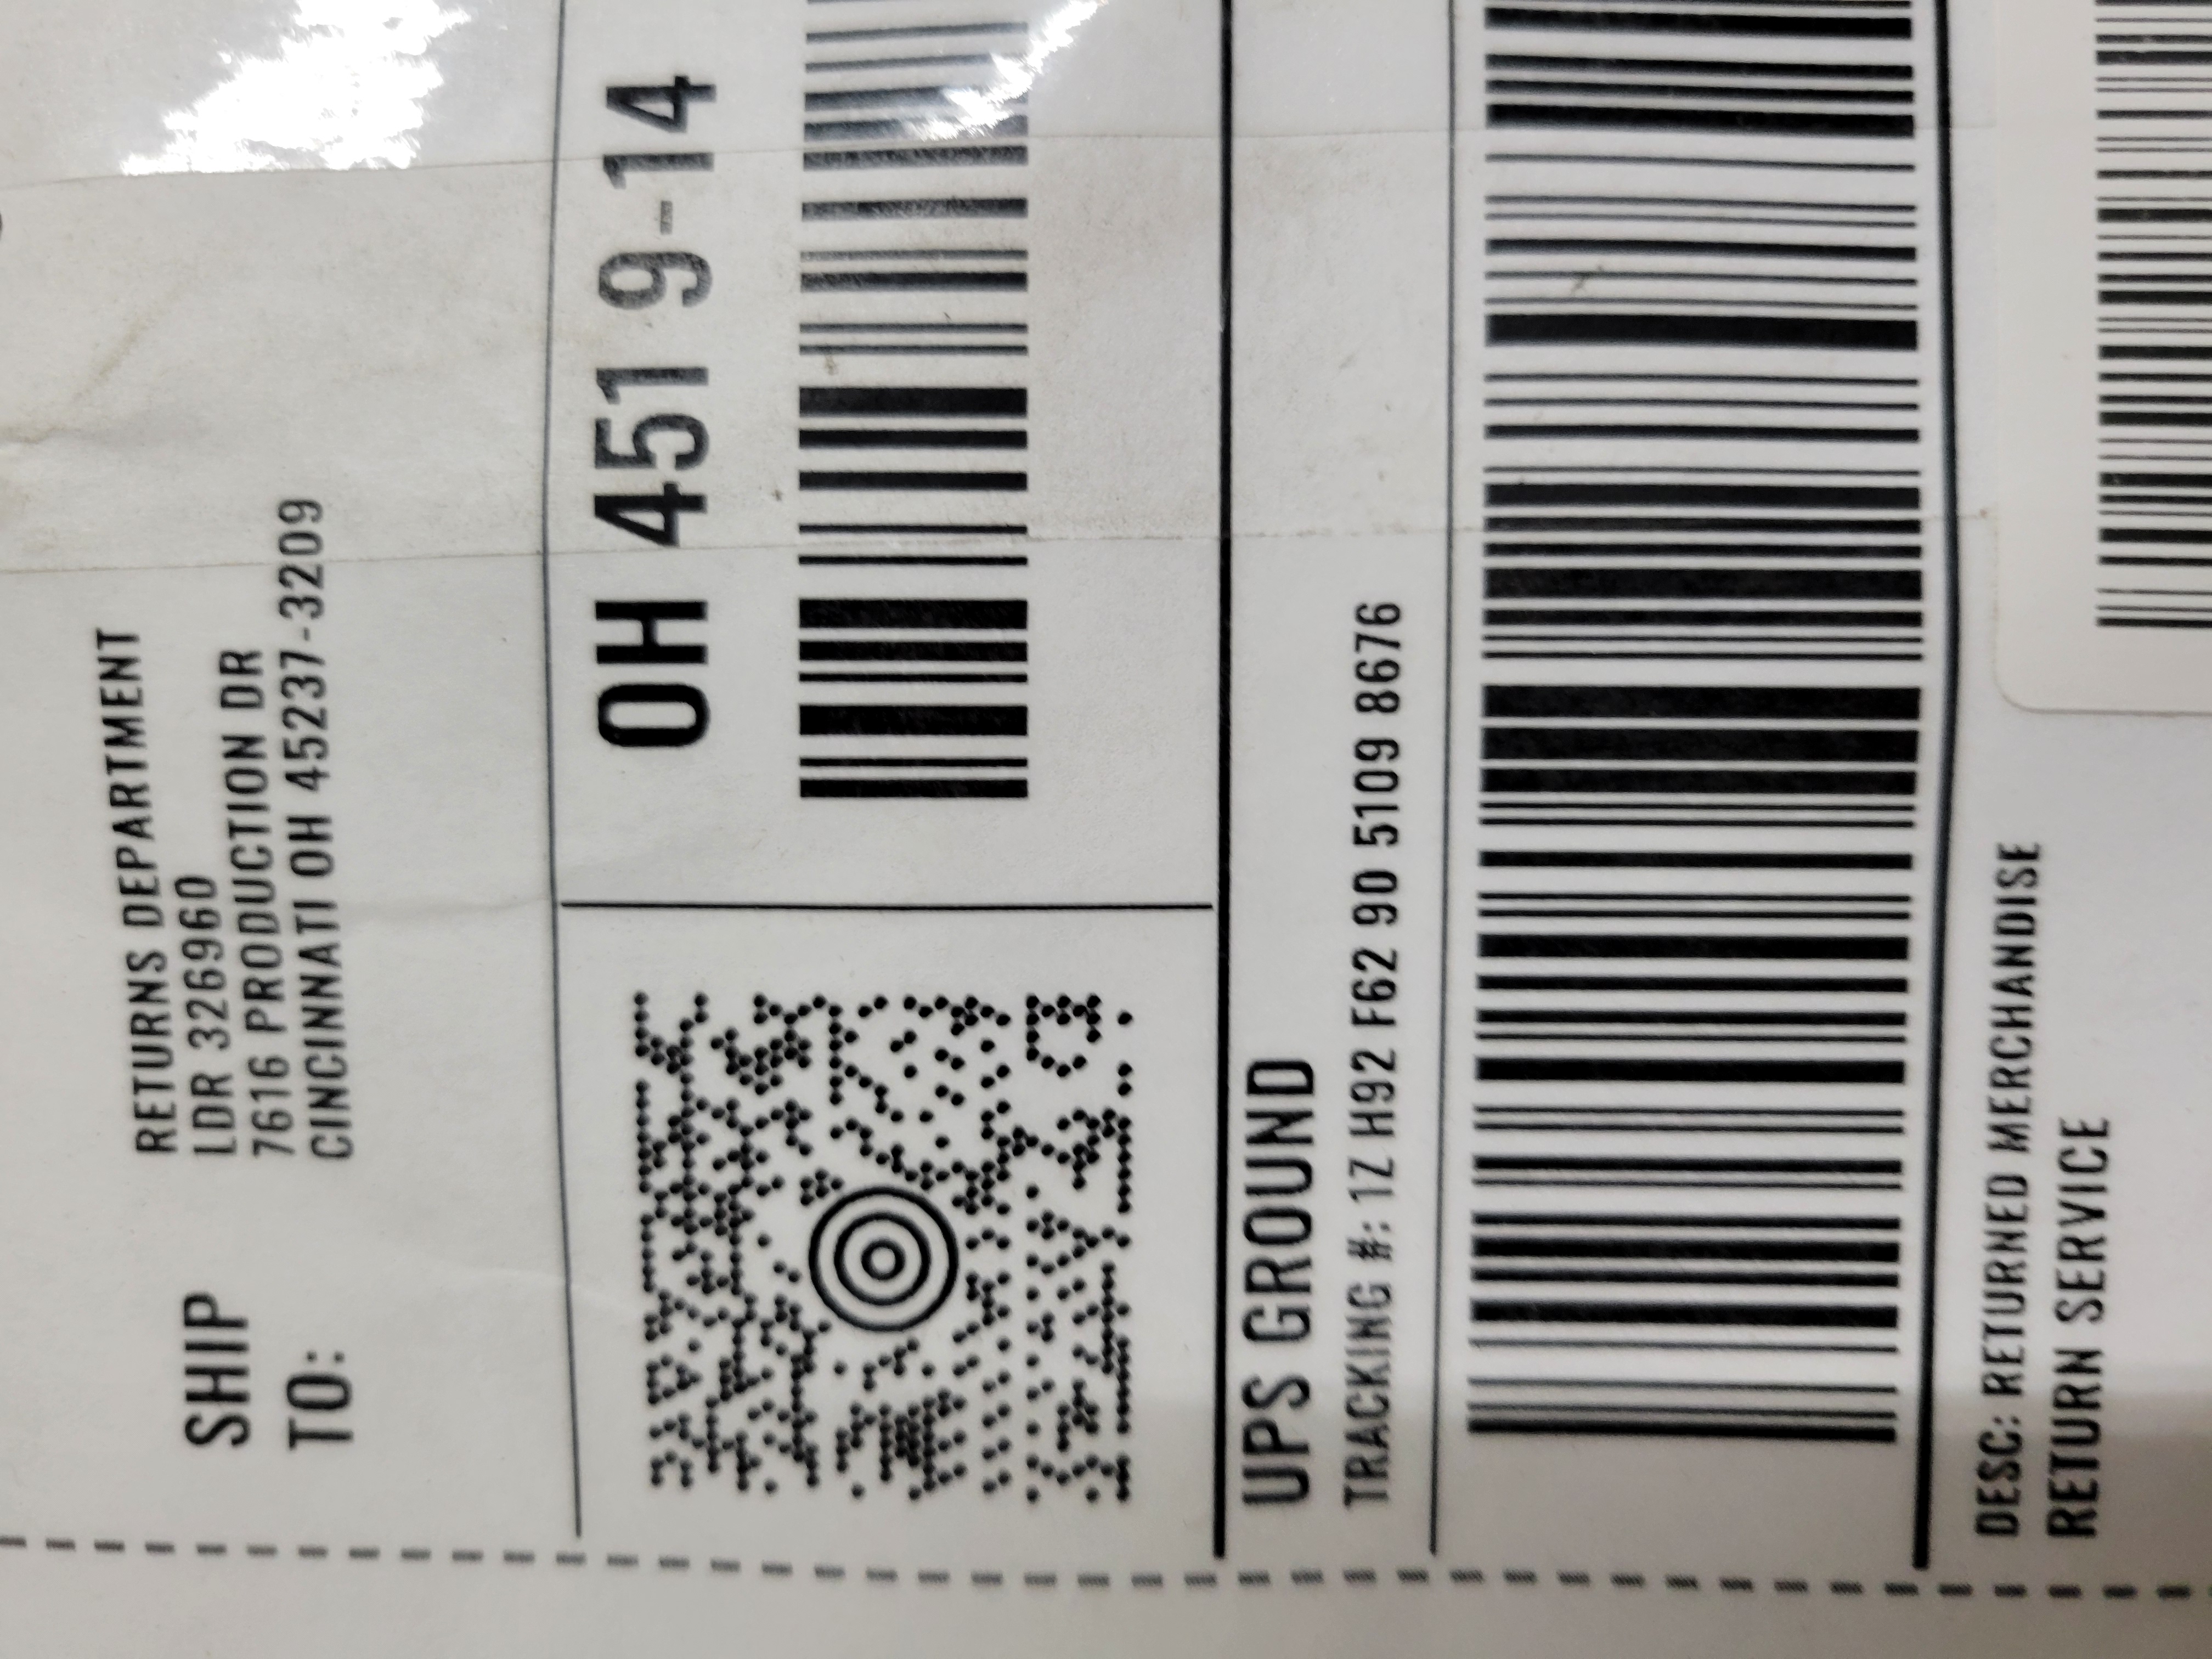 SHIP
TO:
RETURNS DEPARTMENT
LDR 326960
7616 PRODUCTION DR
CINCINNATI OH 45237-3209
OH 451 9-14
UPS GROUND
TRACKING #: 1Z H92 F62 90 5109 8676
DESC: RETURNED MERCHANDISE
RETURN SERVICE